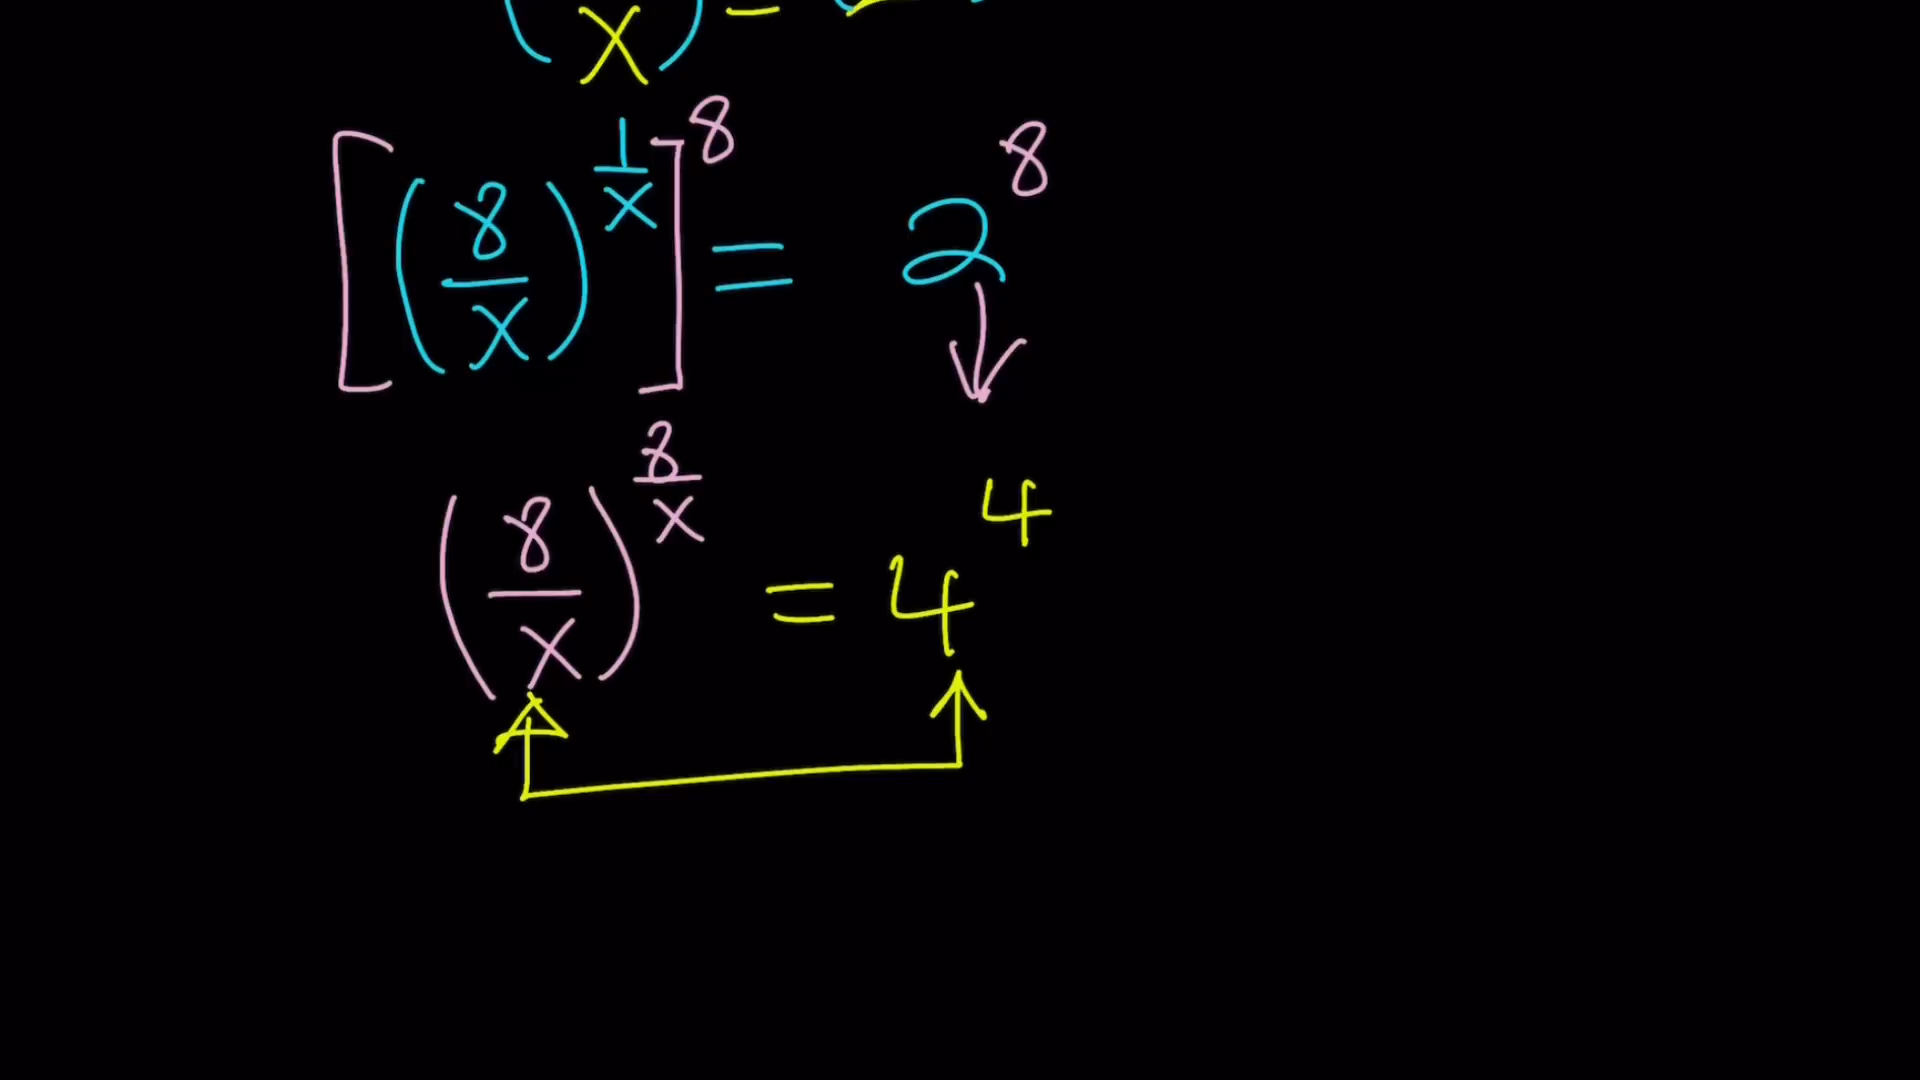 ( x ) =
[(8/x)^(1/x)]^8 = 2^8
(8/x)^(8/x) = 4^4